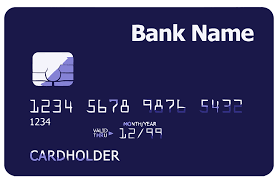 Bank Name
1234 5678 9876 5432
1234
MONTH/YEAR
VALID THRU 12/99
CARDHOLDER